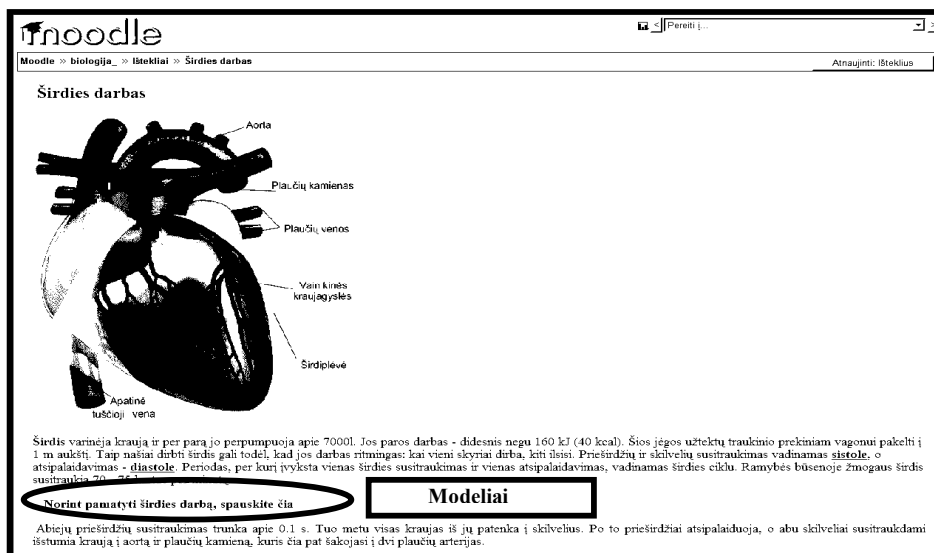 moodle
Pereiti į...
Moodle » biologija_ » Ištekliai » Širdies darbas
Atnaujinti: Išteklius
Širdies darbas
Aorta
Plaučių kamienas
Plaučių venos
Vain kinės
kraujagyslės
Širdiplėvė
Apatinė
tuščioji vena
Širdis varinėja kraują ir per parą jo perpumpuoja apie 7000l. Jos paros darbas - didesnis negu 160 kJ (40 kcal). Šios jėgos užtektų traukinio prekiniam vagonui pakelti į
1 m aukštį. Taip našiai dirbti širdis gali todėl, kad jos darbas ritmingas: kai vieni skyriai dirba, kiti ilsisi. Prieširdžių ir skilvelių susitraukimas vadinamas sistole, o
atsipalaidavimas - diastole. Periodas, per kurį įvyksta vienas širdies susitraukimas ir vienas atsipalaidavimas, vadinamas širdies ciklu. Ramybės būsenoje žmogaus širdis
susitraukia 70 - 75
Norint pamatyti širdies darbą, spauskite čia
Modeliai
Abiejų prieširdžių susitraukimas trunka apie 0.1 s. Tuo metu visas kraujas iš jų patenka į skilvelius. Po to prieširdžiai atsipalaiduoja, o abu skilveliai susitraukdami
išstumia kraują į aortą ir plaučių kamieną, kuris čia pat šakojasi į dvi plaučių arterijas.